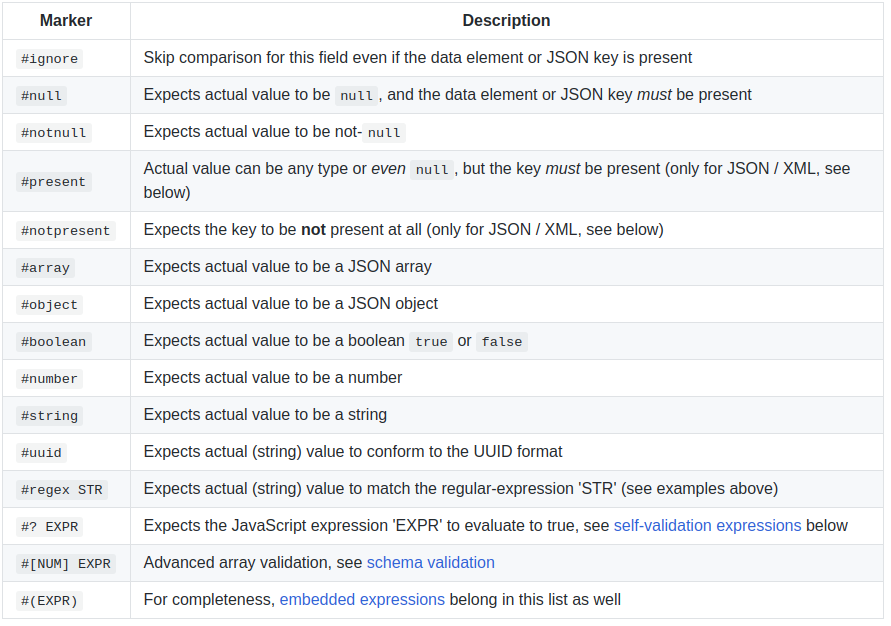 Marker Description
#ignore Skip comparison for this field even if the data element or JSON key is present
#null Expects actual value to be null, and the data element or JSON key must be present
#notnull Expects actual value to be not-null
#present Actual value can be any type or even null, but the key must be present (only for JSON / XML, see
below)
#notpresent Expects the key to be not present at all (only for JSON / XML, see below)
#array Expects actual value to be a JSON array
#object Expects actual value to be a JSON object
#boolean Expects actual value to be a boolean true or false
#number Expects actual value to be a number
#string Expects actual value to be a string
#uuid Expects actual (string) value to conform to the UUID format
#regex STR Expects actual (string) value to match the regular-expression 'STR' (see examples above)
#? EXPR Expects the JavaScript expression 'EXPR' to evaluate to true, see self-validation expressions below
#[NUM] EXPR Advanced array validation, see schema validation
#(EXPR) For completeness, embedded expressions belong in this list as well